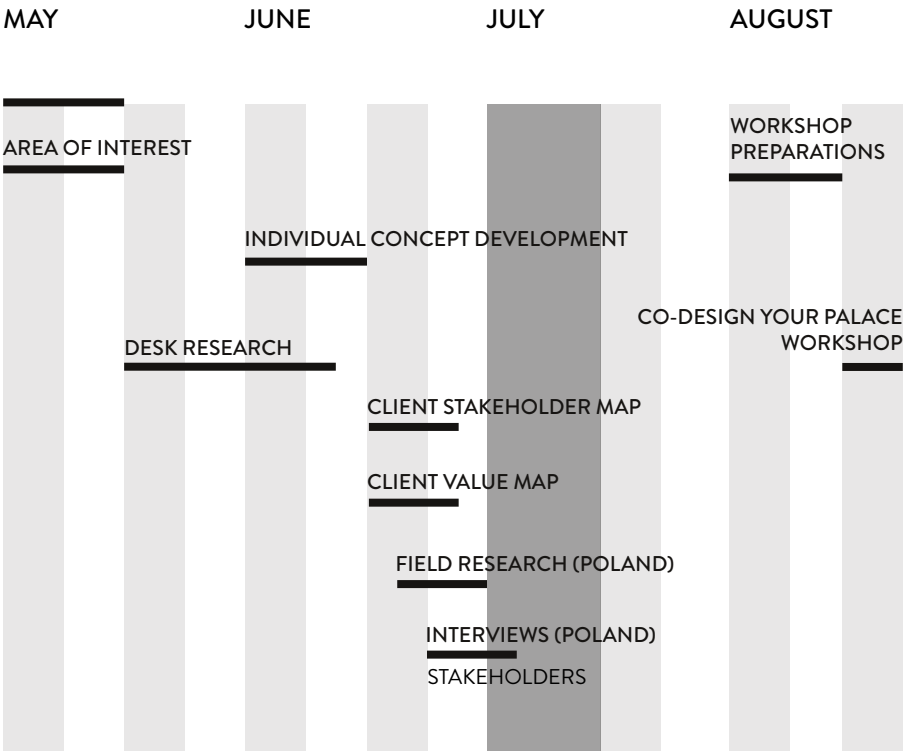 MAY JUNE JULY AUGUST
WORKSHOP
PREPARATIONS
AREA OF INTEREST
INDIVIDUAL CONCEPT DEVELOPMENT
CO-DESIGN YOUR PALACE
WORKSHOP
DESK RESEARCH
CLIENT STAKEHOLDER MAP
CLIENT VALUE MAP
FIELD RESEARCH (POLAND)
INTERVIEWS (POLAND)
STAKEHOLDERS